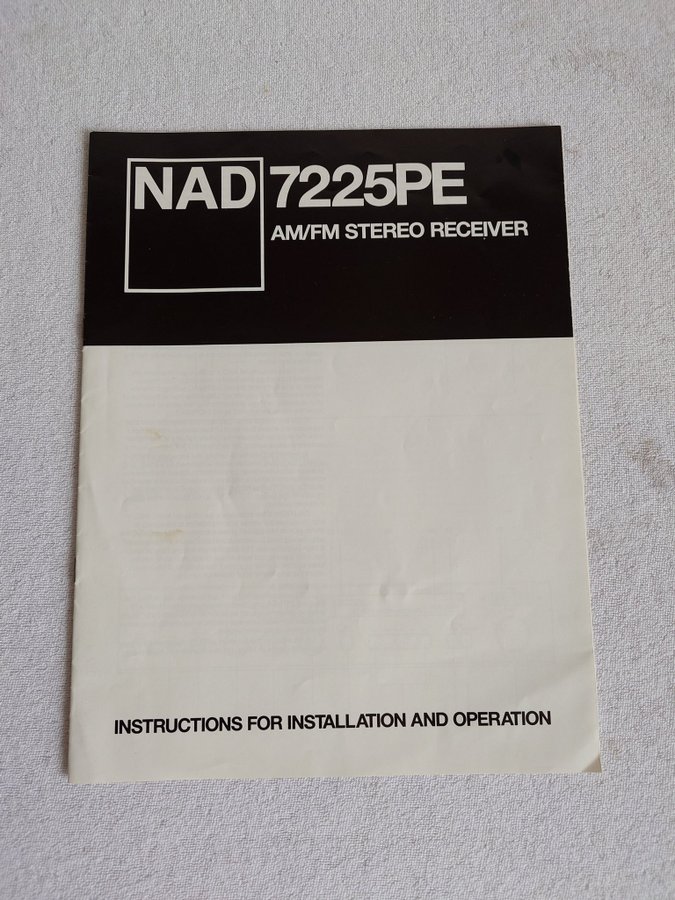 NAD 7225PE
AM/FM STEREO RECEIVER
INSTRUCTIONS FOR INSTALLATION AND OPERATION